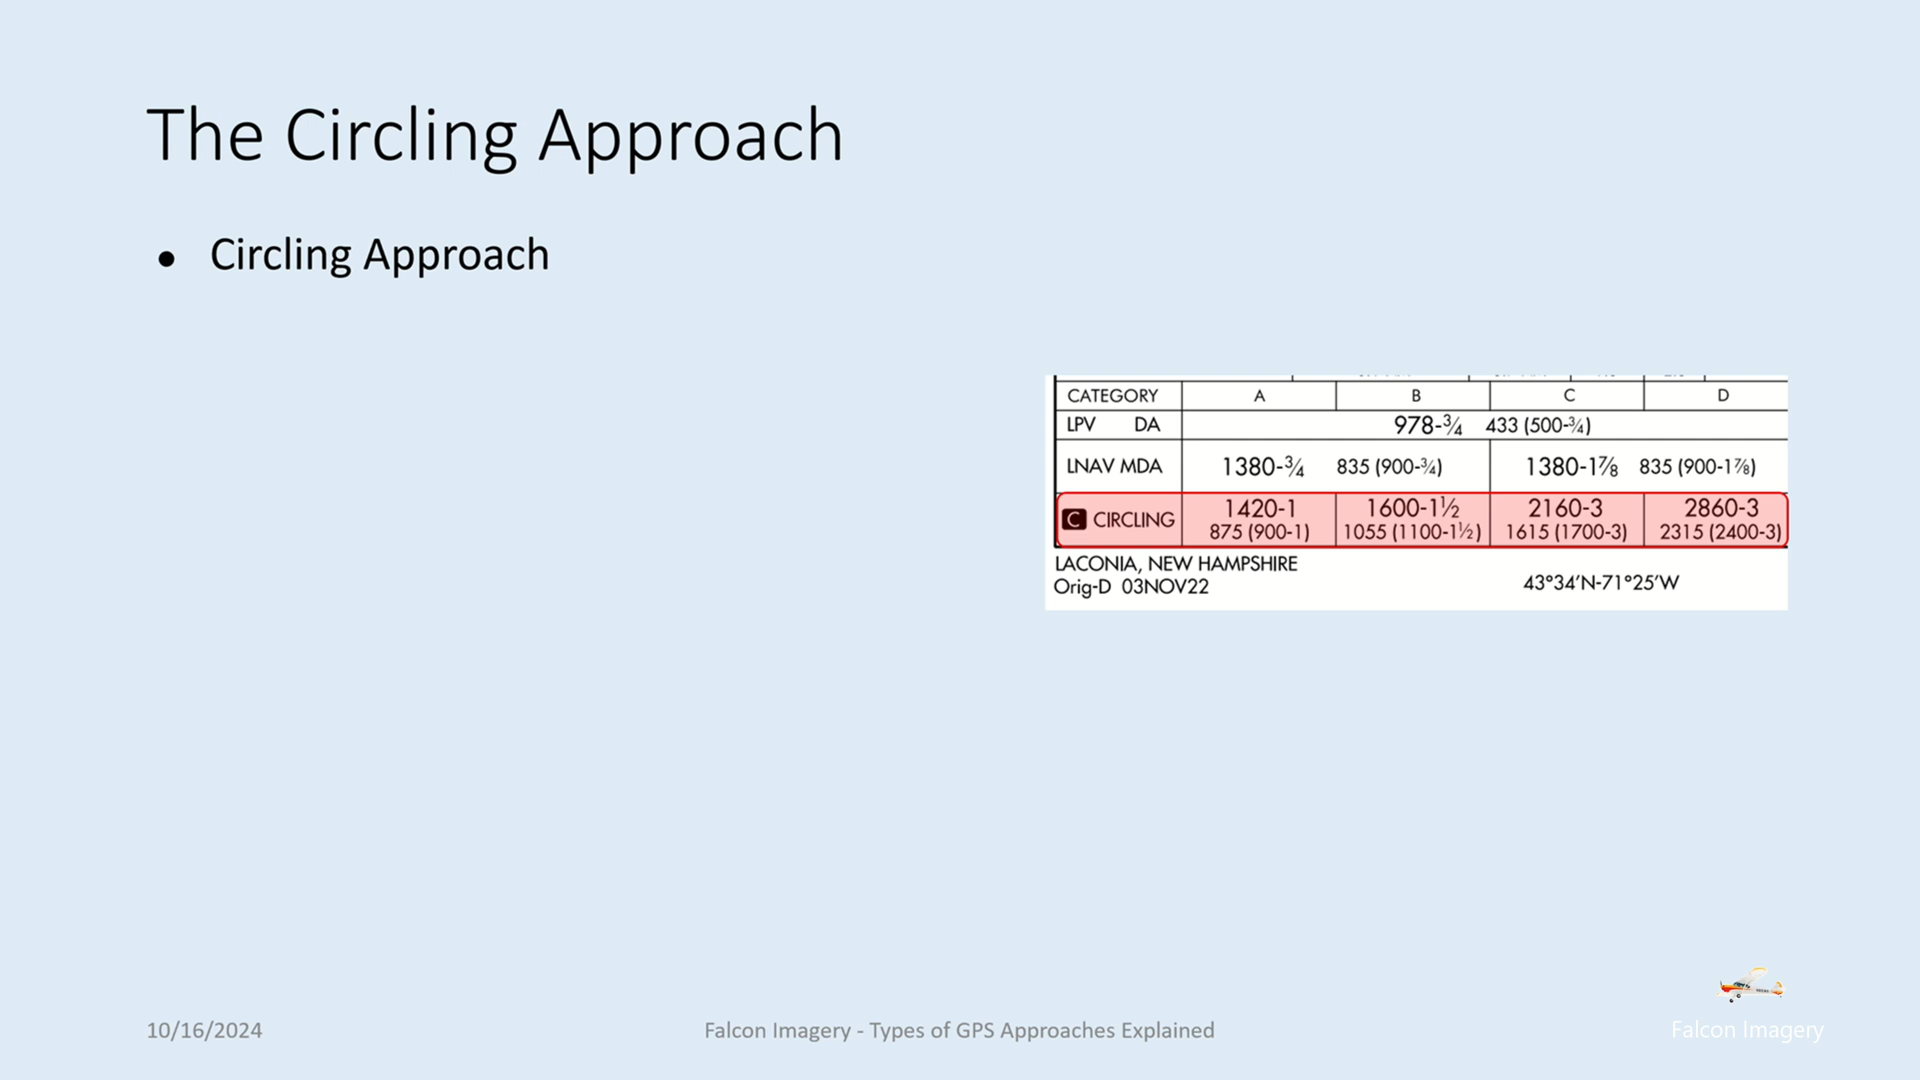 The Circling Approach
• Circling Approach
CATEGORY A B C D
LPV DA 978-¾ 433 (500-¾)
LNAV MDA 1380-¾ 835 (900-¾) 1380-1⅞ 835 (900-1⅞)
C CIRCLING 1420-1 1600-1½ 2160-3 2860-3
875 (900-1) 1055 (1100-1½) 1615 (1700-3) 2315 (2400-3)
LACONIA, NEW HAMPSHIRE
Orig-D 03NOV22 43°34'N-71°25'W
10/16/2024 Falcon Imagery - Types of GPS Approaches Explained Falcon Imagery